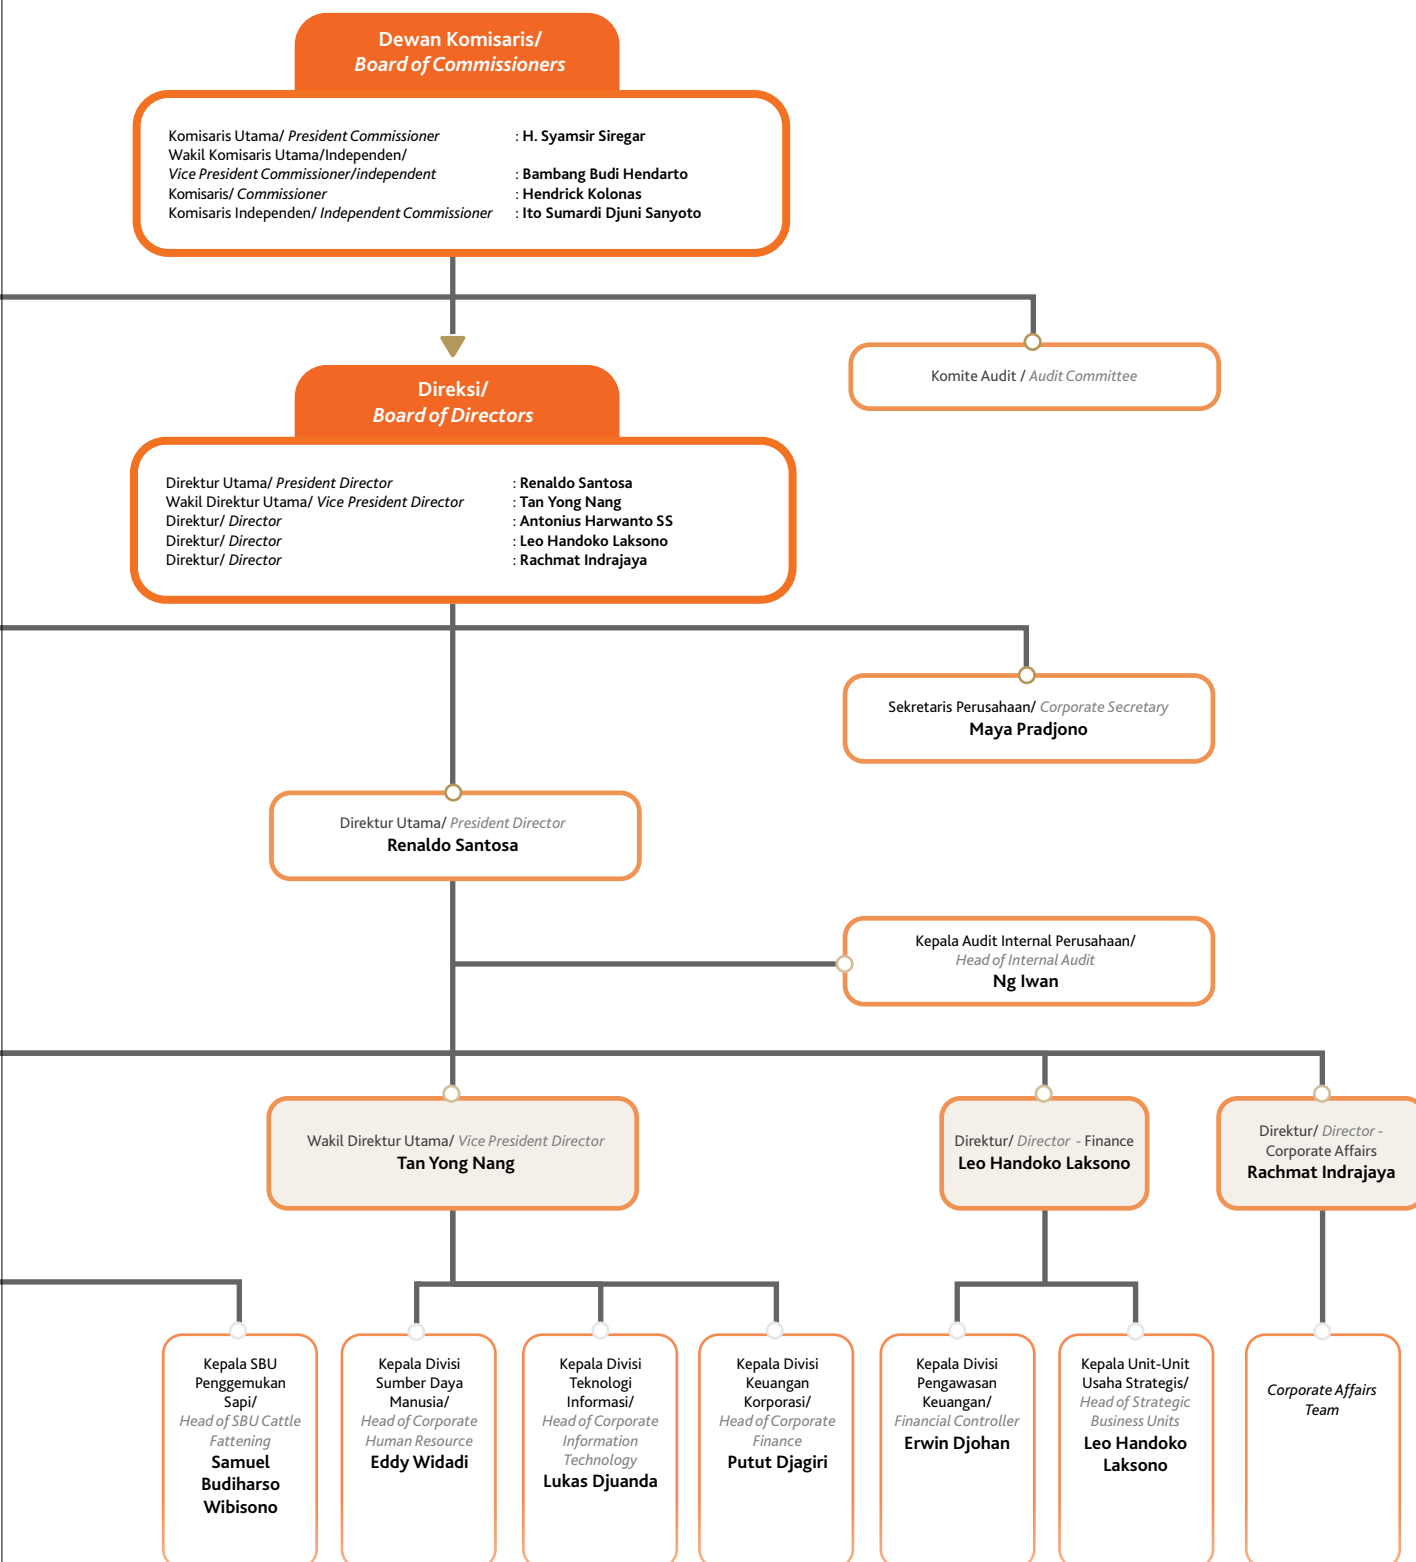 Dewan Komisaris/
Board of Commissioners
Komisaris Utama/ President Commissioner : H. Syamsir Siregar
Wakil Komisaris Utama/Independen/
Vice President Commissioner/independent : Bambang Budi Hendarto
Komisaris/ Commissioner : Hendrick Kolonas
Komisaris Independen/ Independent Commissioner : Ito Sumardi Djuni Sanyoto
Komite Audit / Audit Committee
Direksi/
Board of Directors
Direktur Utama/ President Director : Renaldo Santosa
Wakil Direktur Utama/ Vice President Director : Tan Yong Nang
Direktur/ Director : Antonius Harwanto SS
Direktur/ Director : Leo Handoko Laksono
Direktur/ Director : Rachmat Indrajaya
Sekretaris Perusahaan/ Corporate Secretary
Maya Pradjono
Direktur Utama/ President Director
Renaldo Santosa
Kepala Audit Internal Perusahaan/
Head of Internal Audit
Ng Iwan
Wakil Direktur Utama/ Vice President Director
Tan Yong Nang
Direktur/ Director - Finance
Leo Handoko Laksono
Direktur/ Director -
Corporate Affairs
Rachmat Indrajaya
Kepala SBU
Penggemukan
Sapi/
Head of SBU Cattle
Fattening
Samuel
Budiharso
Wibisono
Kepala Divisi
Sumber Daya
Manusia/
Head of Corporate
Human Resource
Eddy Widadi
Kepala Divisi
Teknologi
Informasi/
Head of Corporate
Information
Technology
Lukas Djuanda
Kepala Divisi
Keuangan
Korporasi/
Head of Corporate
Finance
Putut Djagiri
Kepala Divisi
Pengawasan
Keuangan/
Financial Controller
Erwin Djohan
Kepala Unit-Unit
Usaha Strategis/
Head of Strategic
Business Units
Leo Handoko
Laksono
Corporate Affairs
Team